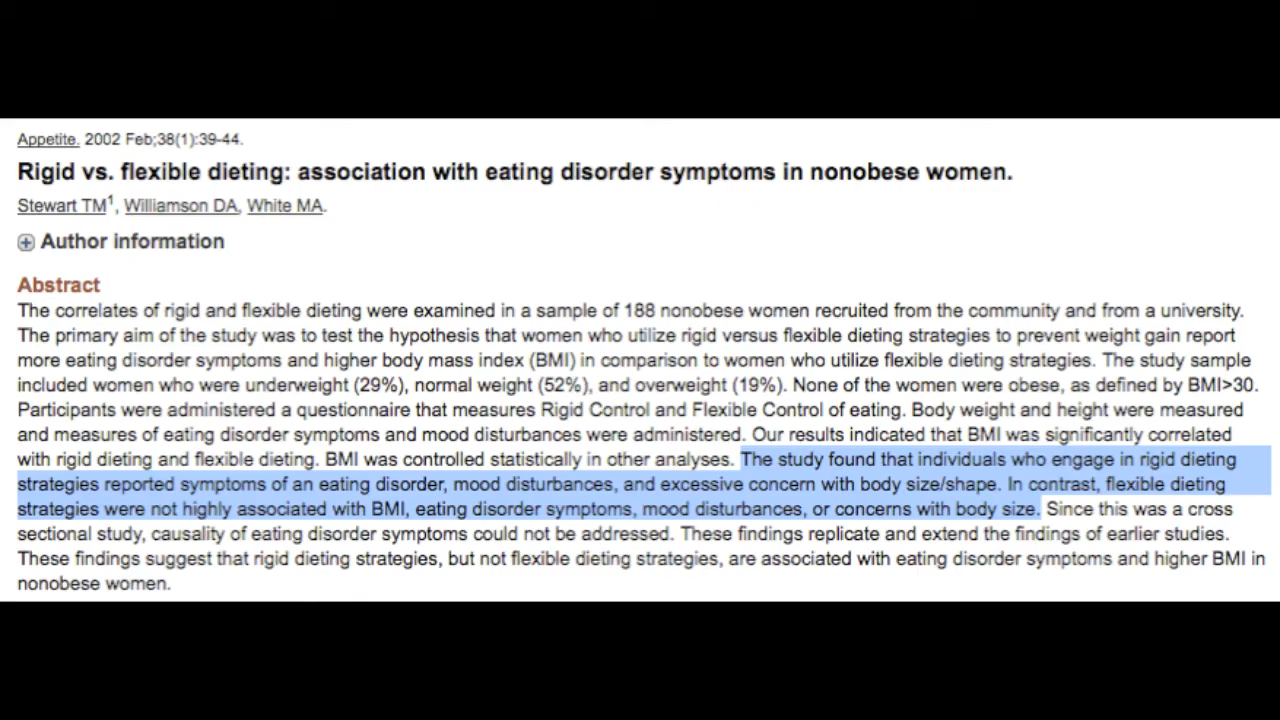 Appetite. 2002 Feb;38(1):39-44.
Rigid vs. flexible dieting: association with eating disorder symptoms in nonobese women.
Stewart TM1, Williamson DA, White MA.
Author information
Abstract
The correlates of rigid and flexible dieting were examined in a sample of 188 nonobese women recruited from the community and from a university.
The primary aim of the study was to test the hypothesis that women who utilize rigid versus flexible dieting strategies to prevent weight gain report
more eating disorder symptoms and higher body mass index (BMI) in comparison to women who utilize flexible dieting strategies. The study sample
included women who were underweight (29%), normal weight (52%), and overweight (19%). None of the women were obese, as defined by BMI>30.
Participants were administered a questionnaire that measures Rigid Control and Flexible Control of eating. Body weight and height were measured
and measures of eating disorder symptoms and mood disturbances were administered. Our results indicated that BMI was significantly correlated
with rigid dieting and flexible dieting. BMI was controlled statistically in other analyses. The study found that individuals who engage in rigid dieting
strategies reported symptoms of an eating disorder, mood disturbances, and excessive concern with body size/shape. In contrast, flexible dieting
strategies were not highly associated with BMI, eating disorder symptoms, mood disturbances, or concerns with body size. Since this was a cross
sectional study, causality of eating disorder symptoms could not be addressed. These findings replicate and extend the findings of earlier studies.
These findings suggest that rigid dieting strategies, but not flexible dieting strategies, are associated with eating disorder symptoms and higher BMI in
nonobese women.